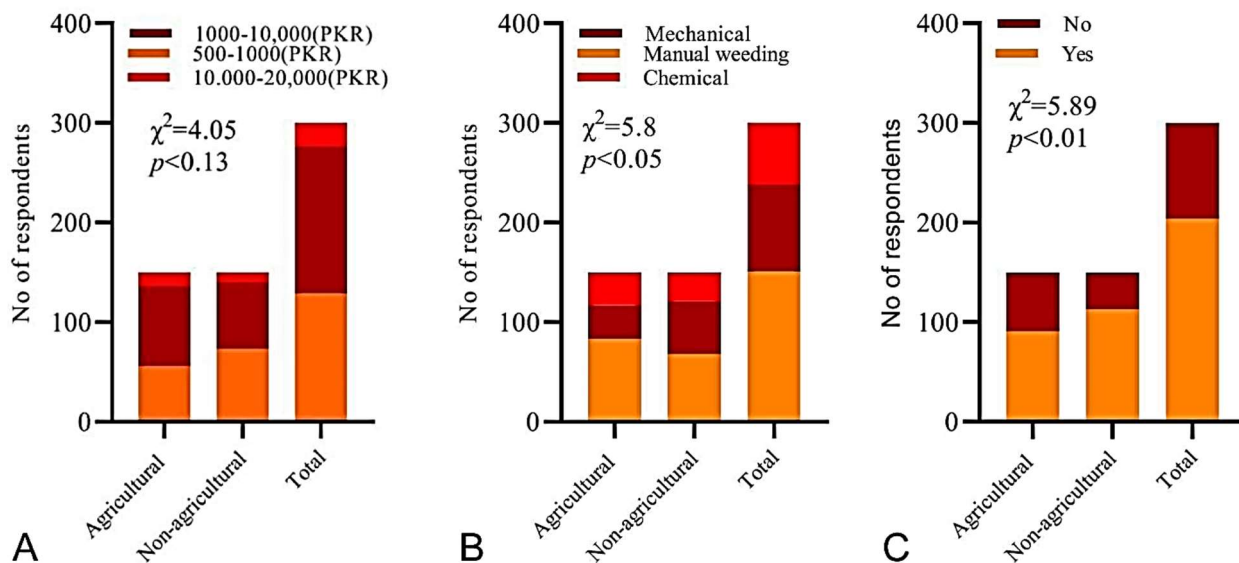 400
300
200
100
0
No of respondents
1000-10,000(PKR)
500-1000(PKR)
10.000-20,000(PKR)
χ²=4.05
p<0.13
Agricultural
Non-agricultural
Total
A
400
300
200
100
0
No of respondents
Mechanical
Manual weeding
Chemical
χ²=5.8
p<0.05
Agricultural
Non-agricultural
Total
B
400
300
200
100
0
No of respondents
No
Yes
χ²=5.89
p<0.01
Agricultural
Non-agricultural
Total
C